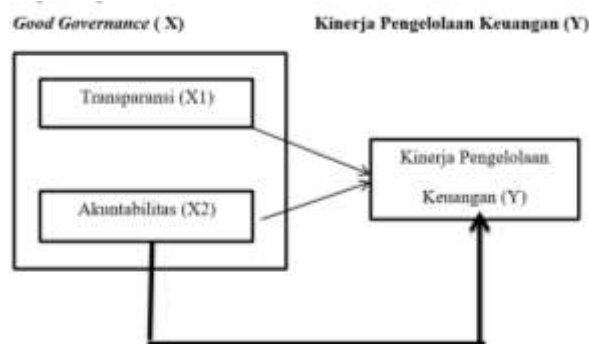 Good Governance ( X)
Kinerja Pengelolaan Keuangan (Y)
Transparansi (X1)
Kinerja Pengelolaan
Keuangan (Y)
Akuntabilitas (X2)